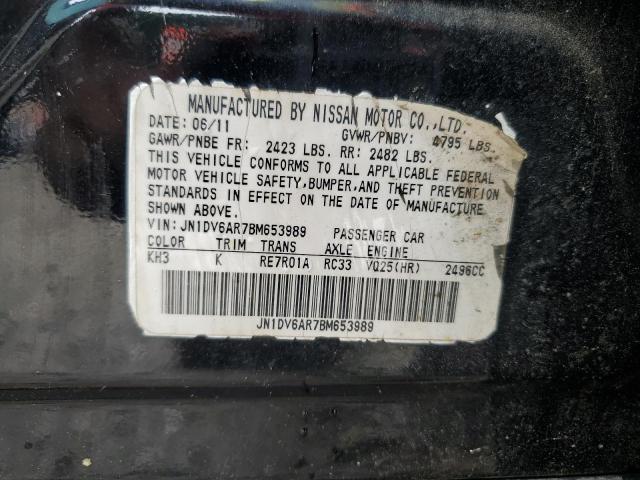 MANUFACTURED BY NISSAN MOTOR CO.,LTD.
DATE: 06/11 GVWR/PNBV: 4795 LBS.
GAWR/PNBE FR: 2423 LBS. RR: 2482 LBS.
THIS VEHICLE CONFORMS TO ALL APPLICABLE FEDERAL
MOTOR VEHICLE SAFETY,BUMPER,AND THEFT PREVENTION
STANDARDS IN EFFECT ON THE DATE OF MANUFACTURE
SHOWN ABOVE.
VIN: JN1DV6AR7BM653989 PASSENGER CAR
COLOR TRIM TRANS AXLE ENGINE
KH3 K RE7R01A RC33 VQ25(HR) 2496CC
JN1DV6AR7BM653989